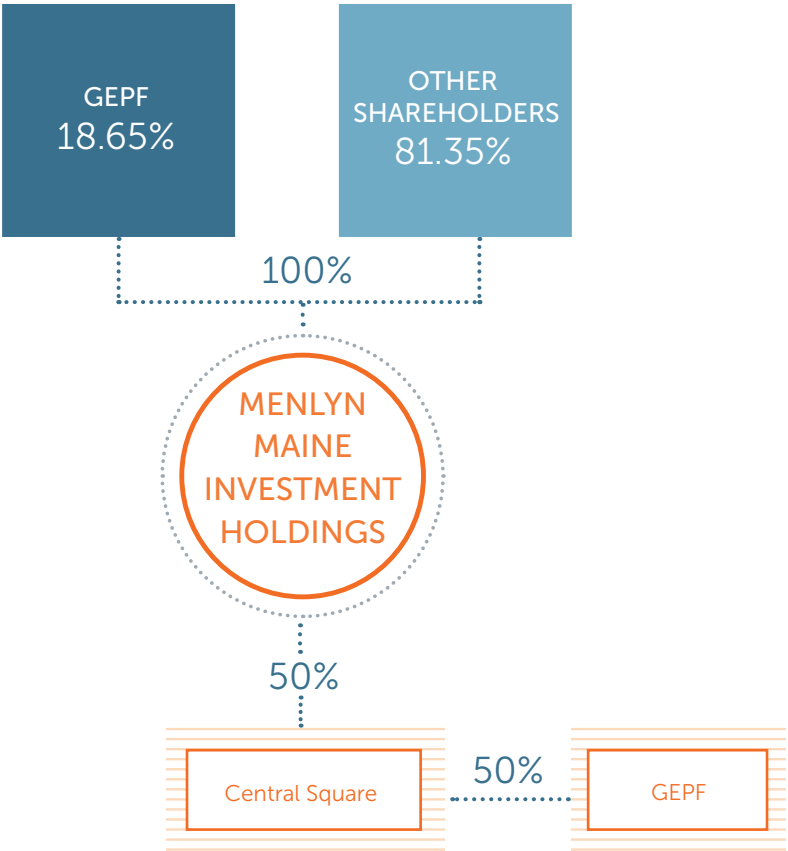 GEPF
18.65%
OTHER
SHAREHOLDERS
81.35%
100%
MENLYN
MAINE
INVESTMENT
HOLDINGS
50%
Central Square
50%
GEPF